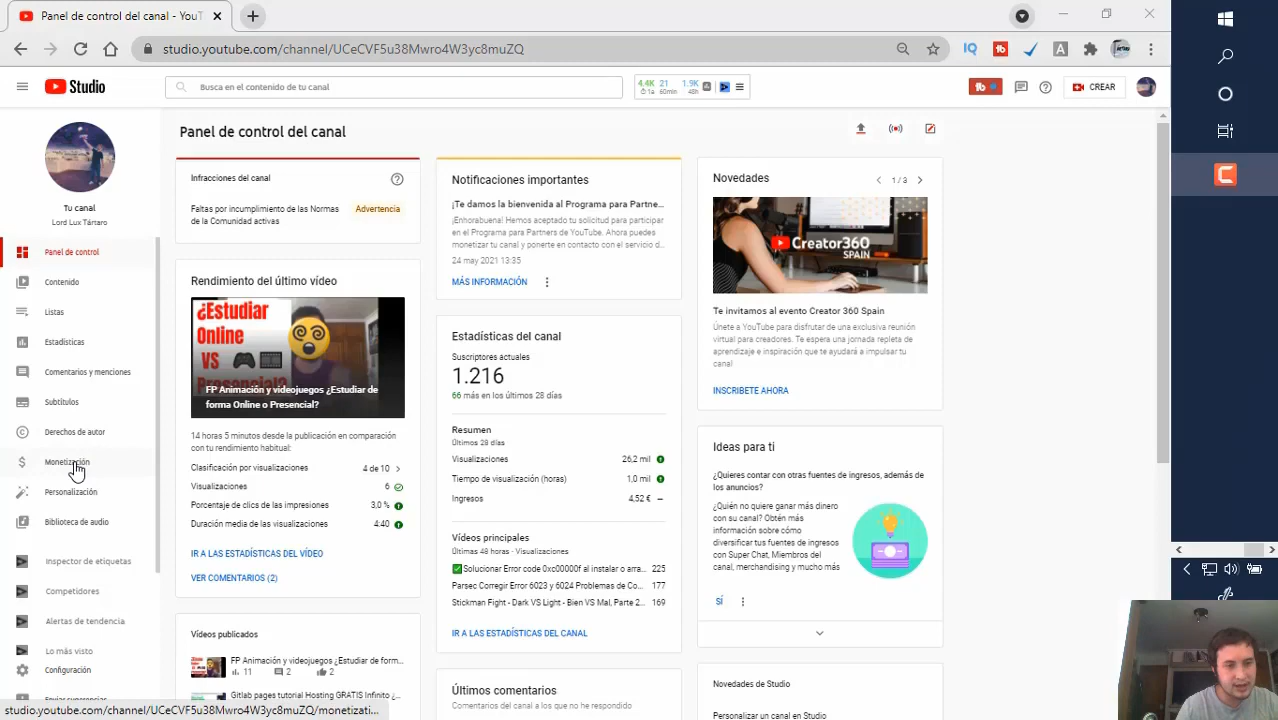 Panel de control del canal - YouT
studio.youtube.com/channel/UCeCVF5u38Mwro4W3yc8muZQ
Studio
Busca en el contenido de tu canal
4.4K 21 1.9K
1a 60min 48h
CREAR
Tu canal
Lord Lux Tártaro
Panel de control
Contenido
Listas
Estadísticas
Comentarios y menciones
Subtítulos
Derechos de autor
Monetización
Personalización
Biblioteca de audio
Inspector de etiquetas
Competidores
Alertas de tendencia
Lo más visto
Configuración
Enviar sugerencias
studio.youtube.com/channel/UCeCVF5u38Mwro4W3yc8muZQ/monetizati...
Panel de control del canal
Infracciones del canal
Faltas por incumplimiento de las Normas
de la Comunidad activas
Advertencia
Rendimiento del último vídeo
¿Estudiar
Online
VS
Presencial?
FP Animación y videojuegos ¿Estudiar de
forma Online o Presencial?
14 horas 5 minutos desde la publicación en comparación
con tu rendimiento habitual:
Clasificación por visualizaciones 4 de 10
Visualizaciones 6
Porcentaje de clics de las impresiones 3,0 %
Duración media de las visualizaciones 4:40
IR A LAS ESTADÍSTICAS DEL VÍDEO
VER COMENTARIOS (2)
Vídeos publicados
FP Animación y videojuegos ¿Estudiar de form...
11 2 2
Gitlab pages tutorial Hosting GRATIS Infinito ¿...
Notificaciones importantes
¡Te damos la bienvenida al Programa para Partne...
¡Enhorabuena! Hemos aceptado tu solicitud para participar
en el Programa para Partners de YouTube. Ahora puedes
monetizar tu canal y ponerte en contacto con el servicio d...
24 may 2021 13:35
MÁS INFORMACIÓN
Estadísticas del canal
Suscriptores actuales
1.216
66 más en los últimos 28 días
Resumen
Últimos 28 días
Visualizaciones 26,2 mil
Tiempo de visualización (horas) 1,0 mil
Ingresos 4,52 € —
Vídeos principales
Últimas 48 horas · Visualizaciones
✅Solucionar Error code 0xc00000f al instalar o arra... 225
Parsec Corregir Error 6023 y 6024 Problemas de Co... 177
Stickman Fight - Dark VS Light - Bien VS Mal, Parte 2... 169
IR A LAS ESTADÍSTICAS DEL CANAL
Últimos comentarios
Comentarios del canal a los que no he respondido
Novedades
1 / 3
Creator360
SPAIN
Te invitamos al evento Creator 360 Spain
Únete a YouTube para disfrutar de una exclusiva reunión
virtual para creadores. Te espera una jornada repleta de
aprendizaje e inspiración que te ayudará a impulsar tu
canal
INSCRÍBETE AHORA
Ideas para ti
¿Quieres contar con otras fuentes de ingresos, además de
los anuncios?
¿Quién no quiere ganar más dinero
con su canal? Obtén más
información sobre cómo
diversificar tus fuentes de ingresos
con Super Chat, Miembros del
canal, merchandising y mucho más
SÍ
Novedades de Studio
Personalizar un canal en Studio